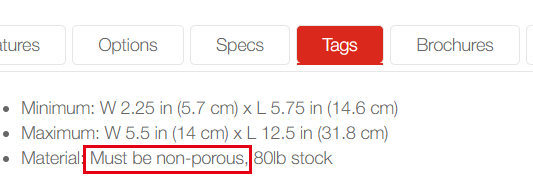 atures Options Specs Tags Brochures
• Minimum: W 2.25 in (5.7 cm) x L 5.75 in (14.6 cm)
• Maximum: W 5.5 in (14 cm) x L 12.5 in (31.8 cm)
• Material: Must be non-porous, 80lb stock